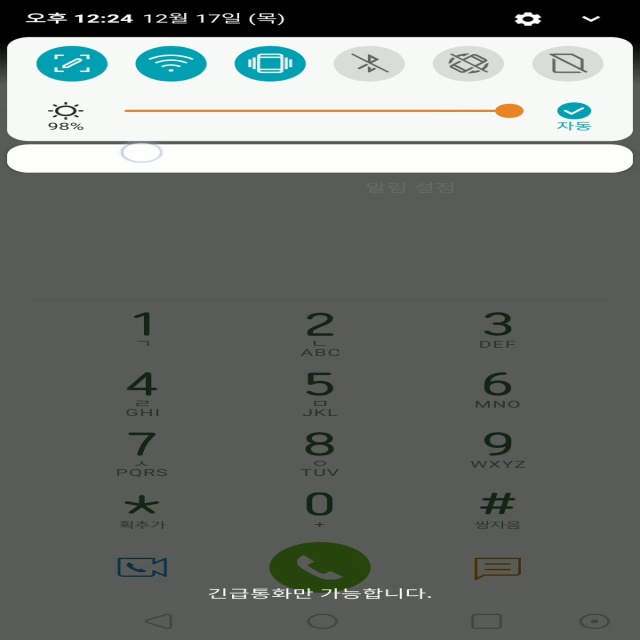 오후 12:24 12월 17일 (목)
98%
자동
알림 설정
1 2 3
ㄱ ㄴ ABC DEF
4 5 6
ㄹ GHI ㅁ JKL MNO
7 8 9
ㅅ PQRS ㅇ TUV WXYZ
* 0 #
획추가 + 쌍자음
긴급통화만 가능합니다.